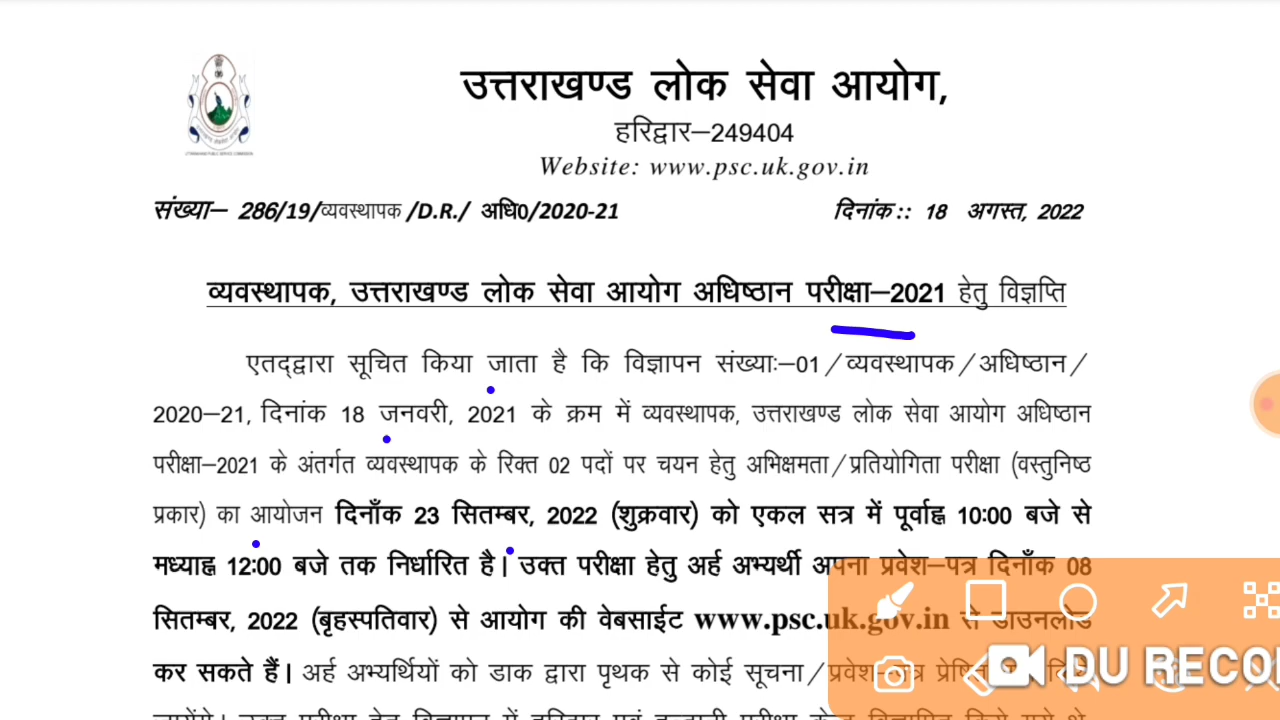 उत्तराखण्ड लोक सेवा आयोग,
हरिद्वार–249404
Website: www.psc.uk.gov.in
संख्या– 286/19/व्यवस्थापक /D.R./ अधि0/2020-21 दिनांक :: 18 अगस्त, 2022
व्यवस्थापक, उत्तराखण्ड लोक सेवा आयोग अधिष्ठान परीक्षा–2021 हेतु विज्ञप्ति
एतद्द्वारा सूचित किया जाता है कि विज्ञापन संख्याः–01/व्यवस्थापक/अधिष्ठान/
2020–21, दिनांक 18 जनवरी, 2021 के क्रम में व्यवस्थापक, उत्तराखण्ड लोक सेवा आयोग अधिष्ठान
परीक्षा–2021 के अंतर्गत व्यवस्थापक के रिक्त 02 पदों पर चयन हेतु अभिक्षमता/प्रतियोगिता परीक्षा (वस्तुनिष्ठ
प्रकार) का आयोजन दिनाँक 23 सितम्बर, 2022 (शुक्रवार) को एकल सत्र में पूर्वाह्न 10:00 बजे से
मध्याह्न 12:00 बजे तक निर्धारित है। उक्त परीक्षा हेतु अर्ह अभ्यर्थी अपना प्रवेश–पत्र दिनाँक 08
सितम्बर, 2022 (बृहस्पतिवार) से आयोग की वेबसाईट www.psc.uk.gov.in से डाउनलोड
कर सकते हैं। अर्ह अभ्यर्थियों को डाक द्वारा पृथक से कोई सूचना/प्रवेश–पत्र
DU RECO